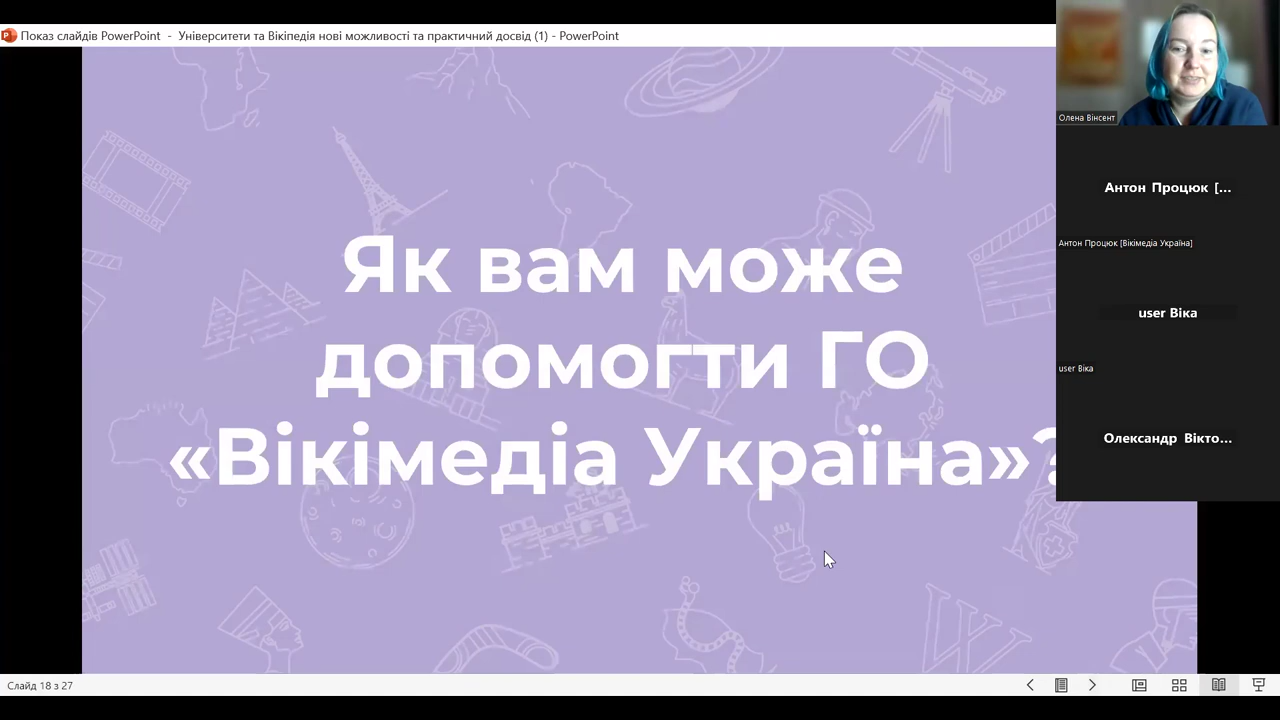 Показ слайдів PowerPoint - Університети та Вікіпедія нові можливості та практичний досвід (1) - PowerPoint
Як вам може
допомогти ГО
«Вікімедіа Україна»?
Олена Вінсент
Антон Процюк [...
Антон Процюк [Вікімедіа Україна]
user Віка
user Віка
Олександр Вікто...
Слайд 18 з 27